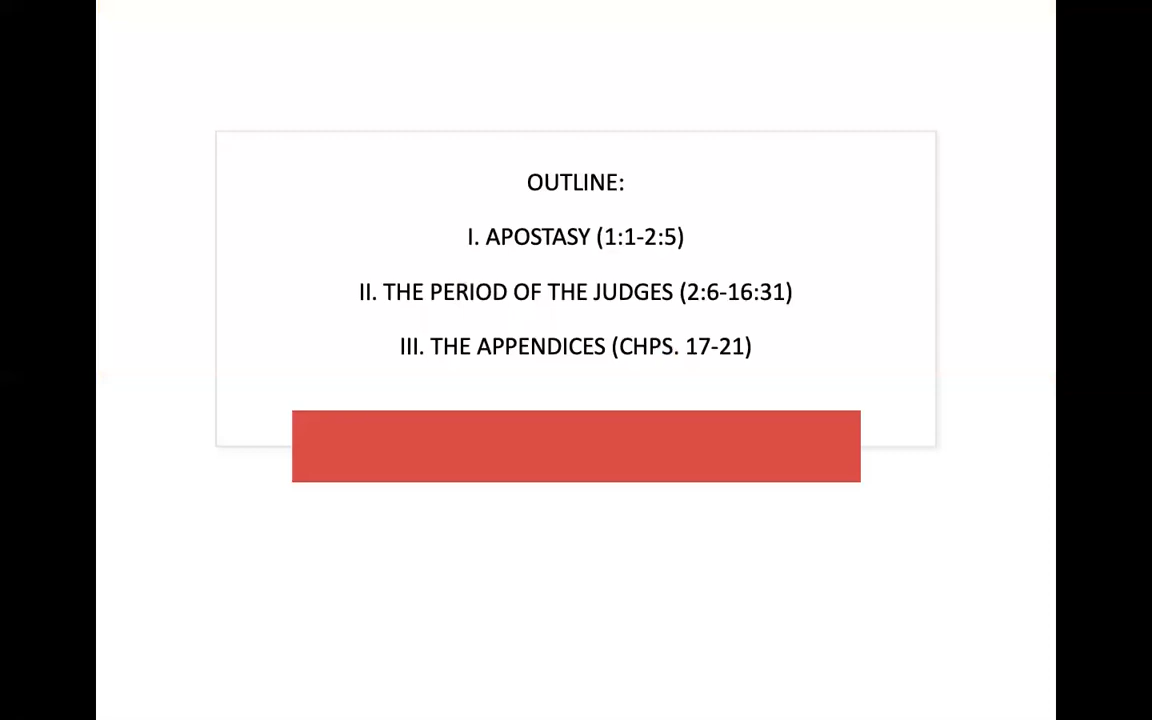 OUTLINE:
I. APOSTASY (1:1-2:5)
II. THE PERIOD OF THE JUDGES (2:6-16:31)
III. THE APPENDICES (CHPS. 17-21)